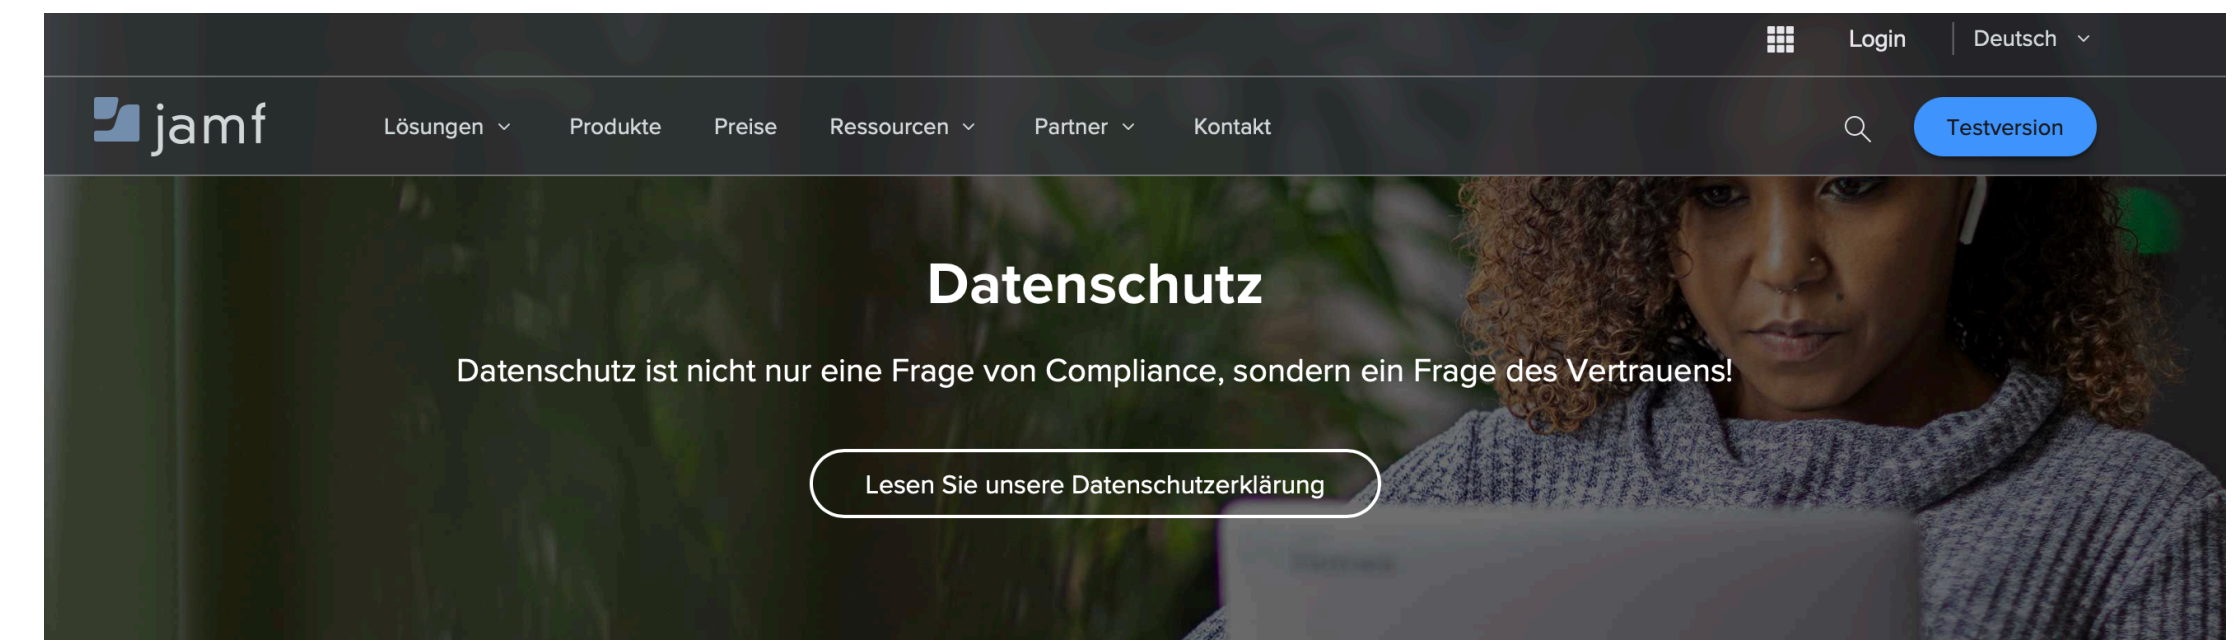 Login
Deutsch
jamf
Lösungen
Produkte
Preise
Ressourcen
Partner
Kontakt
Testversion
Datenschutz
Datenschutz ist nicht nur eine Frage von Compliance, sondern ein Frage des Vertrauens!
Lesen Sie unsere Datenschutzerklärung